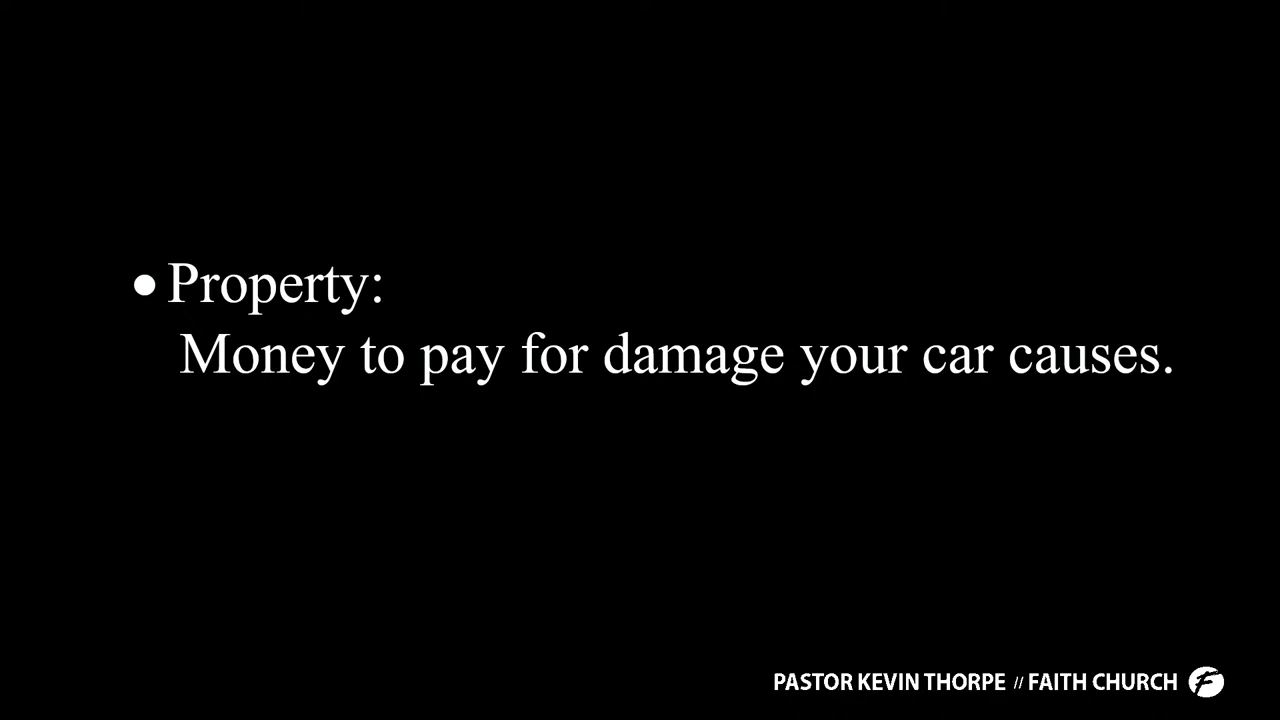 • Property:
Money to pay for damage your car causes.
PASTOR KEVIN THORPE // FAITH CHURCH F